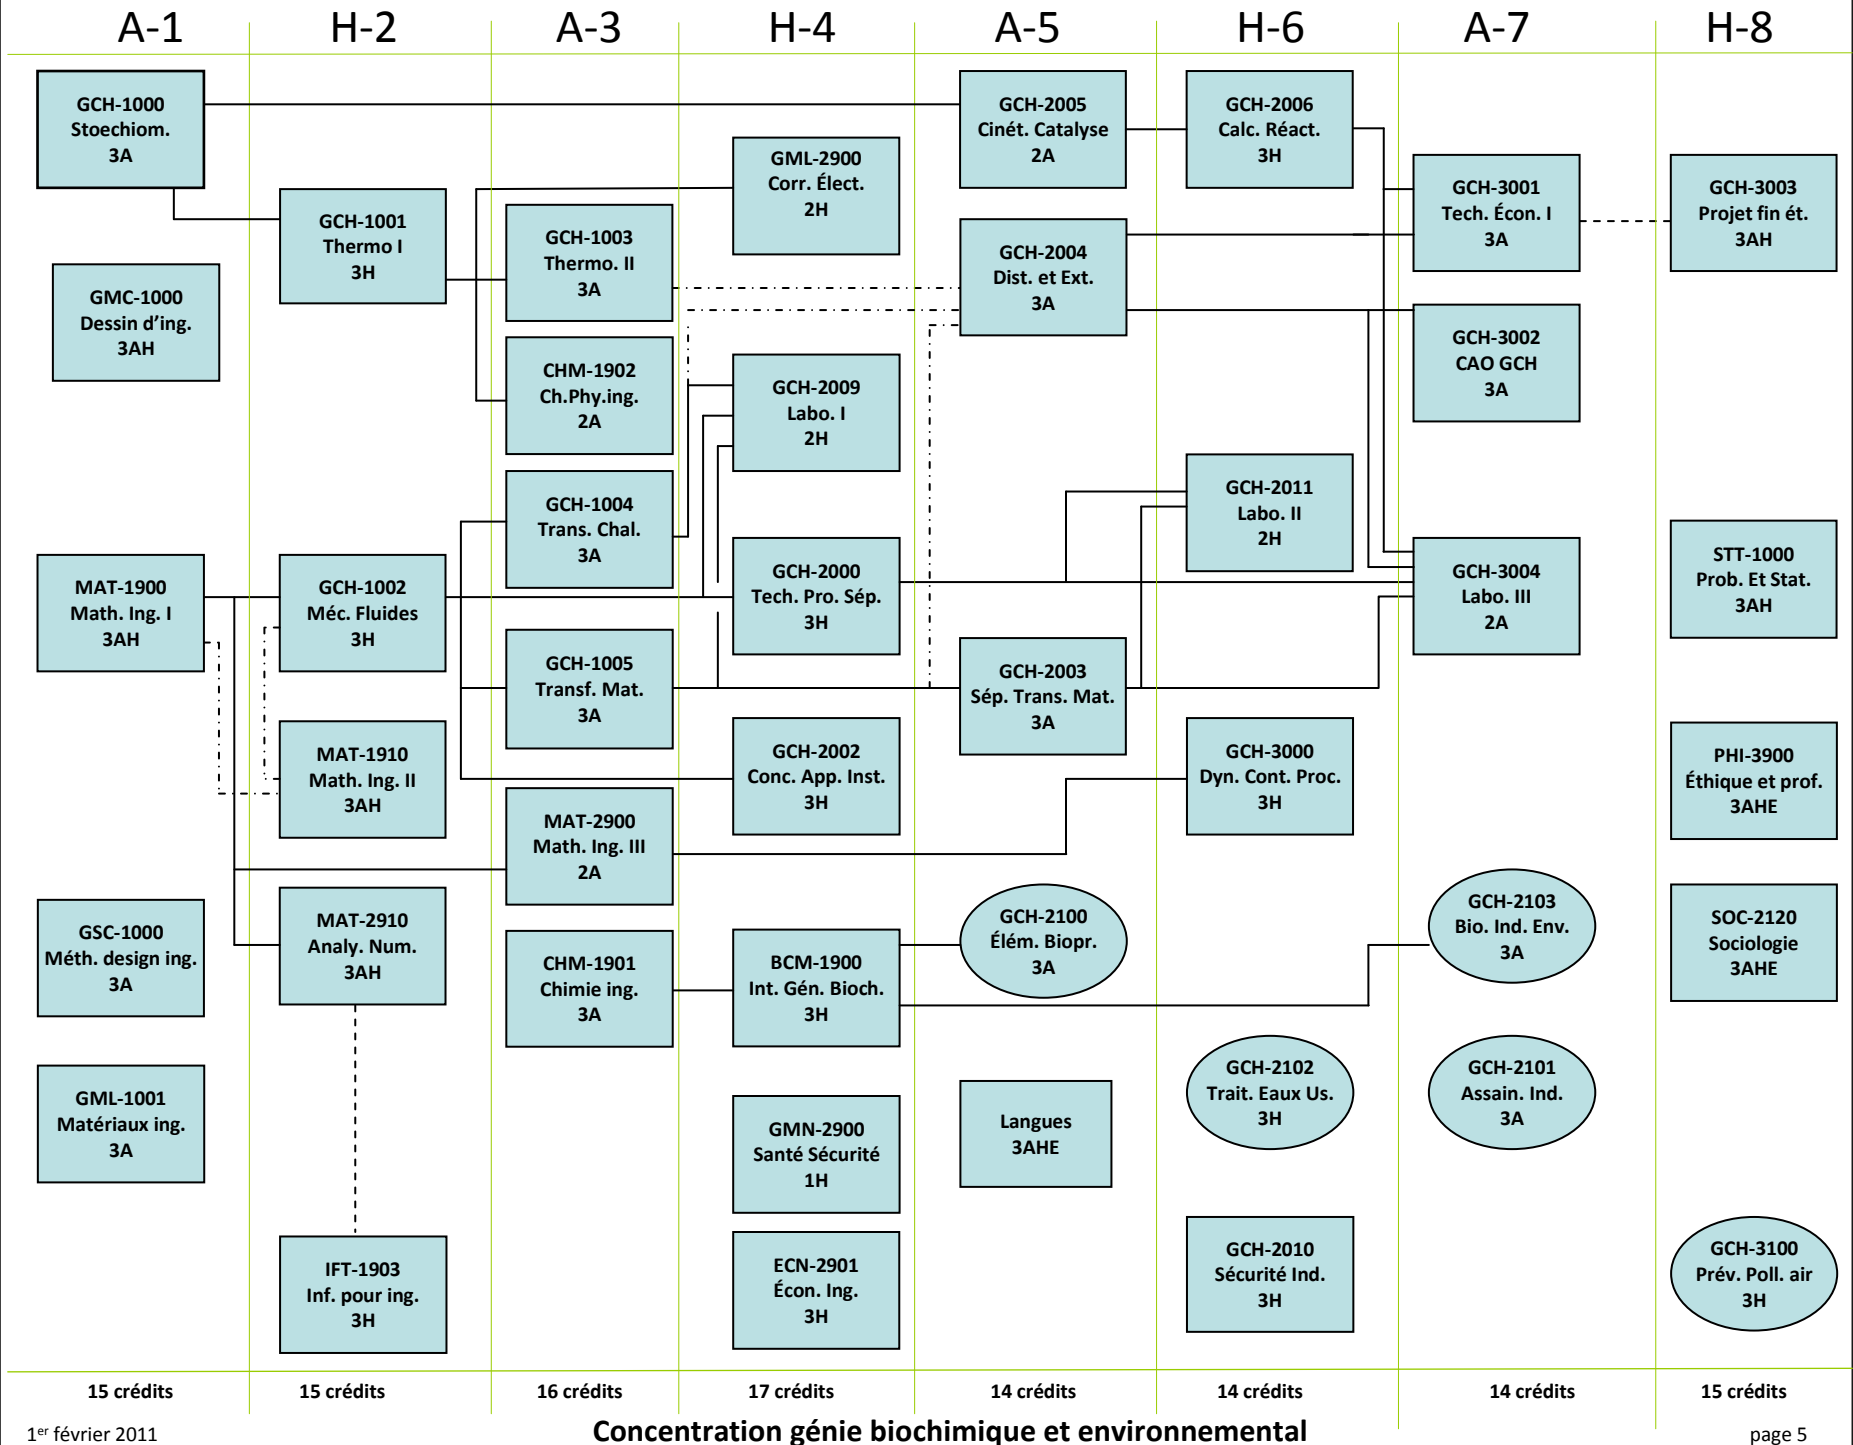 A-1
H-2
A-3
H-4
A-5
H-6
A-7
H-8
GCH-1000
Stoechiom.
3A
GMC-1000
Dessin d’ing.
3AH
MAT-1900
Math. Ing. I
3AH
GSC-1000
Méth. design ing.
3A
GML-1001
Matériaux ing.
3A
GCH-1001
Thermo I
3H
GCH-1002
Méc. Fluides
3H
MAT-1910
Math. Ing. II
3AH
MAT-2910
Analy. Num.
3AH
IFT-1903
Inf. pour ing.
3H
GCH-1003
Thermo. II
3A
CHM-1902
Ch.Phy.ing.
2A
GCH-1004
Trans. Chal.
3A
GCH-1005
Transf. Mat.
3A
MAT-2900
Math. Ing. III
2A
CHM-1901
Chimie ing.
3A
GML-2900
Corr. Élect.
2H
GCH-2009
Labo. I
2H
GCH-2000
Tech. Pro. Sép.
3H
GCH-2002
Conc. App. Inst.
3H
BCM-1900
Int. Gén. Bioch.
3H
GMN-2900
Santé Sécurité
1H
ECN-2901
Écon. Ing.
3H
GCH-2005
Cinét. Catalyse
2A
GCH-2004
Dist. et Ext.
3A
GCH-2003
Sép. Trans. Mat.
3A
GCH-2100
Élém. Biopr.
3A
Langues
3AHE
GCH-2006
Calc. Réact.
3H
GCH-2011
Labo. II
2H
GCH-3000
Dyn. Cont. Proc.
3H
GCH-2102
Trait. Eaux Us.
3H
GCH-2010
Sécurité Ind.
3H
GCH-3001
Tech. Écon. I
3A
GCH-3002
CAO GCH
3A
GCH-3004
Labo. III
2A
GCH-2103
Bio. Ind. Env.
3A
GCH-2101
Assain. Ind.
3A
GCH-3003
Projet fin ét.
3AH
STT-1000
Prob. Et Stat.
3AH
PHI-3900
Éthique et prof.
3AHE
SOC-2120
Sociologie
3AHE
GCH-3100
Prév. Poll. air
3H
15 crédits
15 crédits
16 crédits
17 crédits
14 crédits
14 crédits
14 crédits
15 crédits
1er février 2011
Concentration génie biochimique et environnemental
page 5